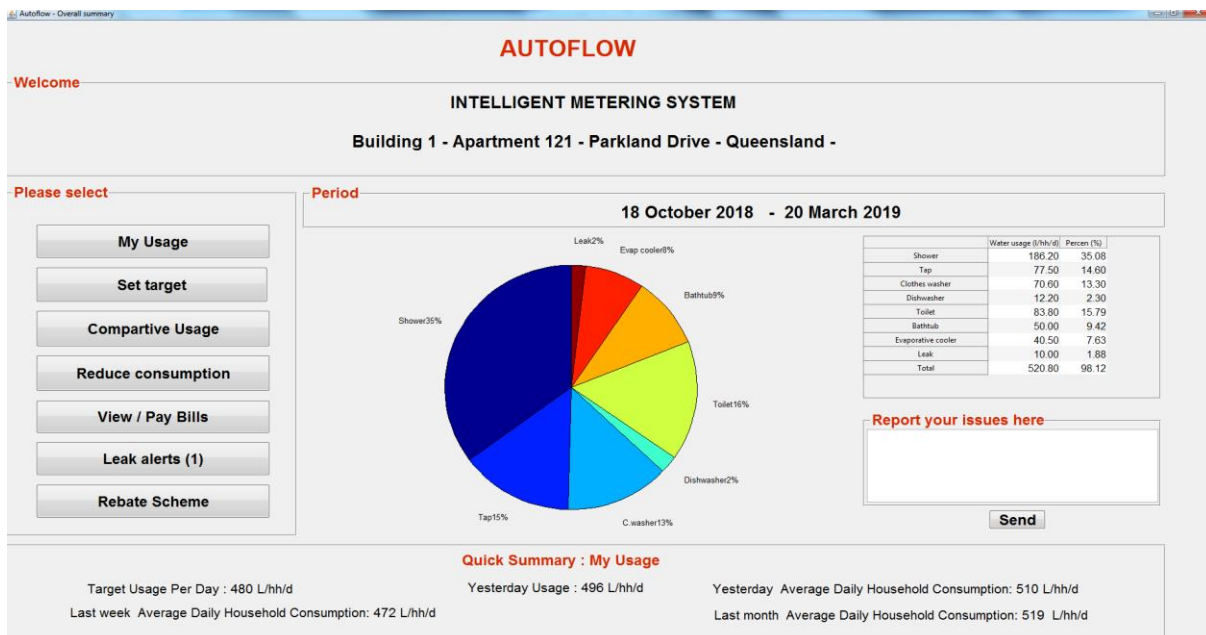 Autoflow - Overall summary
AUTOFLOW
Welcome
INTELLIGENT METERING SYSTEM
Building 1 - Apartment 121 - Parkland Drive - Queensland -
Please select
My Usage
Set target
Compartive Usage
Reduce consumption
View / Pay Bills
Leak alerts (1)
Rebate Scheme
Period
18 October 2018 - 20 March 2019
Leak2%
Evap cooler8%
Bathtub9%
Shower35%
Toilet16%
Dishwasher2%
Tap15%
C.washer13%
Water usage (l/hh/d) Percen (%)
Shower 186.20 35.08
Tap 77.50 14.60
Clothes washer 70.60 13.30
Dishwasher 12.20 2.30
Toilet 83.80 15.79
Bathtub 50.00 9.42
Evaporative cooler 40.50 7.63
Leak 10.00 1.88
Total 520.80 98.12
Report your issues here
Send
Quick Summary : My Usage
Target Usage Per Day : 480 L/hh/d
Yesterday Usage : 496 L/hh/d
Yesterday Average Daily Household Consumption: 510 L/hh/d
Last week Average Daily Household Consumption: 472 L/hh/d
Last month Average Daily Household Consumption: 519 L/hh/d